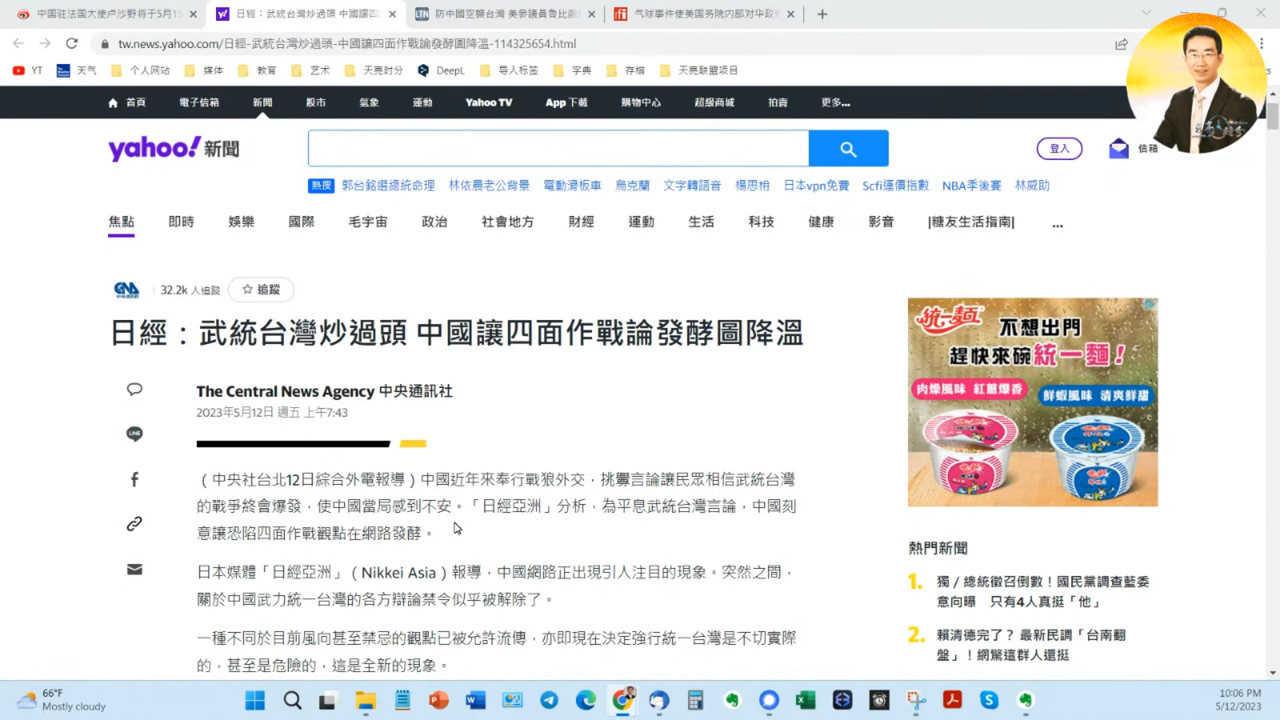 中国驻法国大使卢沙野将于5月15
日經：武統台灣炒過頭 中國讓四
LTN
防中國空襲台灣 美參議員魯比歐
rfi
气球事件使美国务院内部对华政
tw.news.yahoo.com/日經-武統台灣炒過頭-中國讓四面作戰論發酵圖降溫-114325654.html
YT
天气
个人网站
媒体
教育
艺术
天亮时分
DeepL
导入标签
字典
存檔
天亮联盟项目
首頁
電子信箱
新聞
股市
氣象
運動
Yahoo TV
App 下載
購物中心
超級商城
拍賣
更多...
yahoo! 新聞
登入
信箱
熱搜
郭台銘選總統命理
林依晨老公背景
電動滑板車
烏克蘭
文字轉語音
楊思梢
日本vpn免費
Scfi運價指數
NBA季後賽
林威助
焦點
即時
娛樂
國際
毛宇宙
政治
社會地方
財經
運動
生活
科技
健康
影音
|糖友生活指南|
...
CNA
32.2k 人追蹤
☆ 追蹤
日經：武統台灣炒過頭 中國讓四面作戰論發酵圖降溫
The Central News Agency 中央通訊社
2023年5月12日 週五 上午7:43
（中央社台北12日綜合外電報導）中國近年來奉行戰狼外交，挑釁言論讓民眾相信武統台灣
的戰爭終會爆發，使中國當局感到不安。「日經亞洲」分析，為平息武統台灣言論，中國刻
意讓恐陷四面作戰觀點在網路發酵。
日本媒體「日經亞洲」（Nikkei Asia）報導，中國網路正出現引人注目的現象。突然之間，
關於中國武力統一台灣的各方辯論禁令似乎被解除了。
一種不同於目前風向甚至禁忌的觀點已被允許流傳，亦即現在決定強行統一台灣是不切實際
的，甚至是危險的，這是全新的現象。
LINE
統一麵
不想出門
趕快來碗統一麵！
肉燥風味 紅蔥爆香
鮮蝦風味 清爽鮮甜
熱門新聞
1. 獨／總統徵召倒數！國民黨調查藍委
意向曝 只有4人真挺「他」
2. 賴清德完了？ 最新民調「台南翻
盤」！網驚這群人還挺
66°F
Mostly cloudy
10:06 PM
5/12/2023